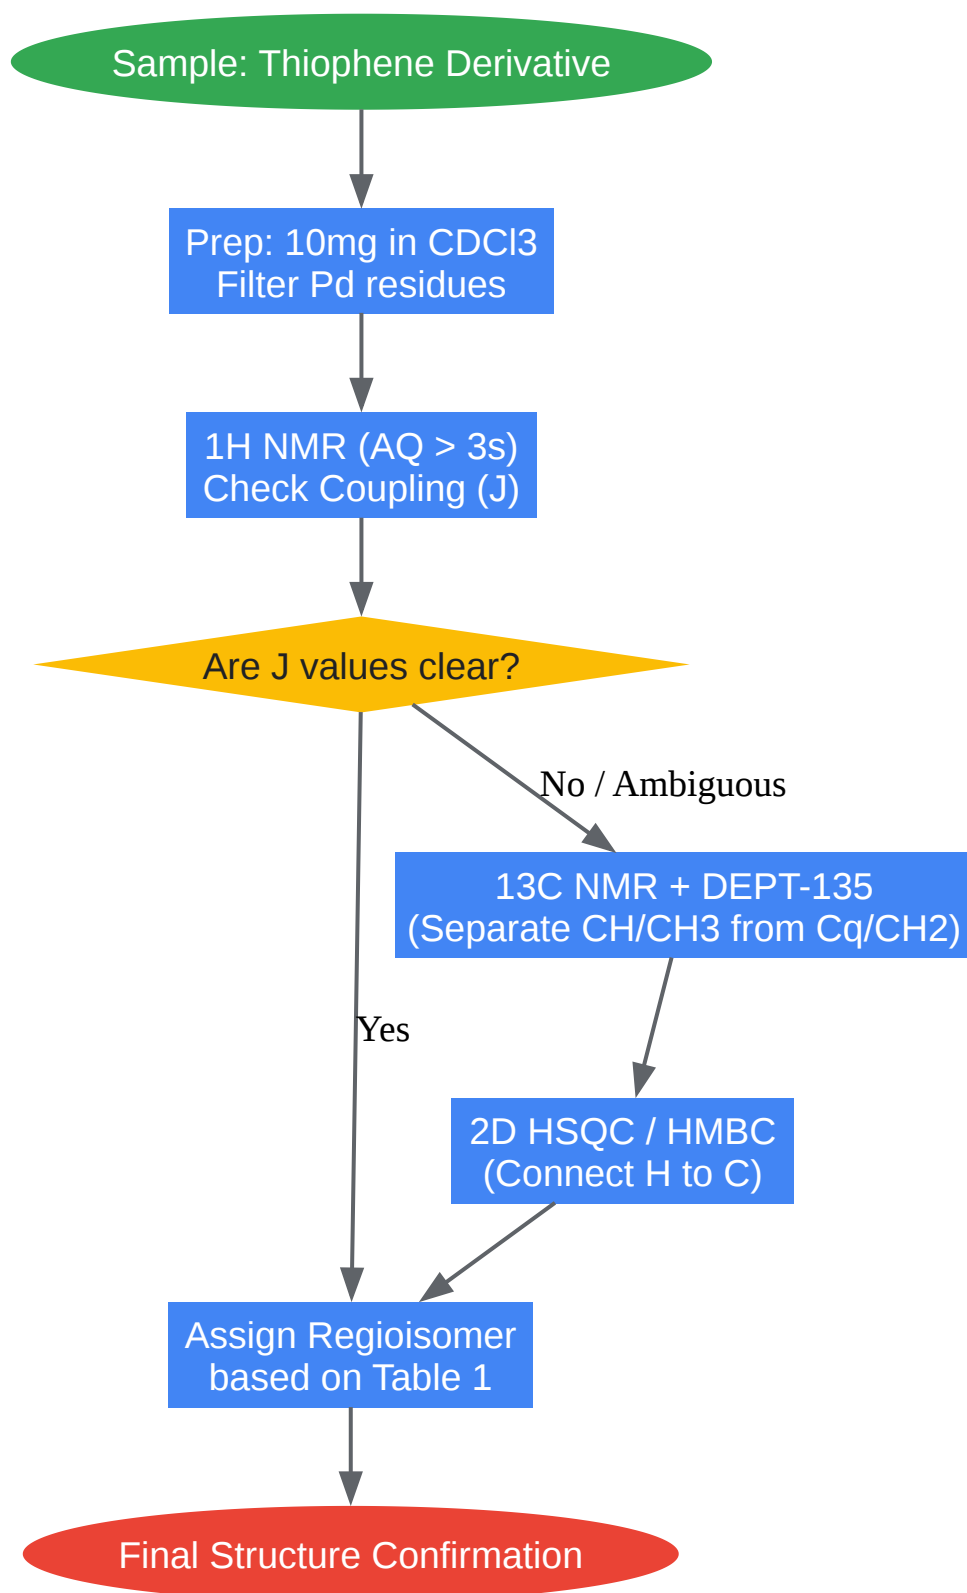 Sample: Thiophene Derivative
Prep: 10mg in CDCl3
Filter Pd residues
1H NMR (AQ > 3s)
Check Coupling (J)
Are J values clear?
No / Ambiguous
13C NMR + DEPT-135
(Separate CH/CH3 from Cq/CH2)
Yes
2D HSQC / HMBC
(Connect H to C)
Assign Regioisomer
based on Table 1
Final Structure Confirmation